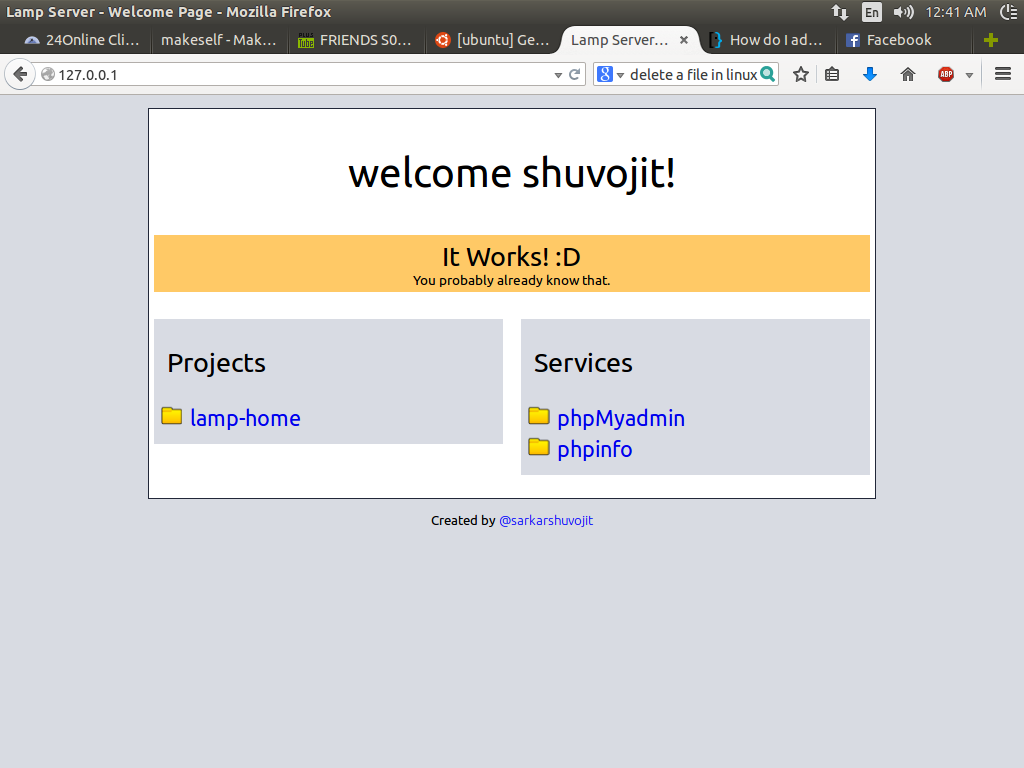 Lamp Server - Welcome Page - Mozilla Firefox
En
12:41 AM
24Online Cli...
makeself - Mak...
FRIENDS S0...
[ubuntu] Ge...
Lamp Server...
How do I ad...
Facebook
127.0.0.1
delete a file in linux
ABP
welcome shuvojit!
It Works! :D
You probably already know that.
Projects
lamp-home
Services
phpMyadmin
phpinfo
Created by @sarkarshuvojit